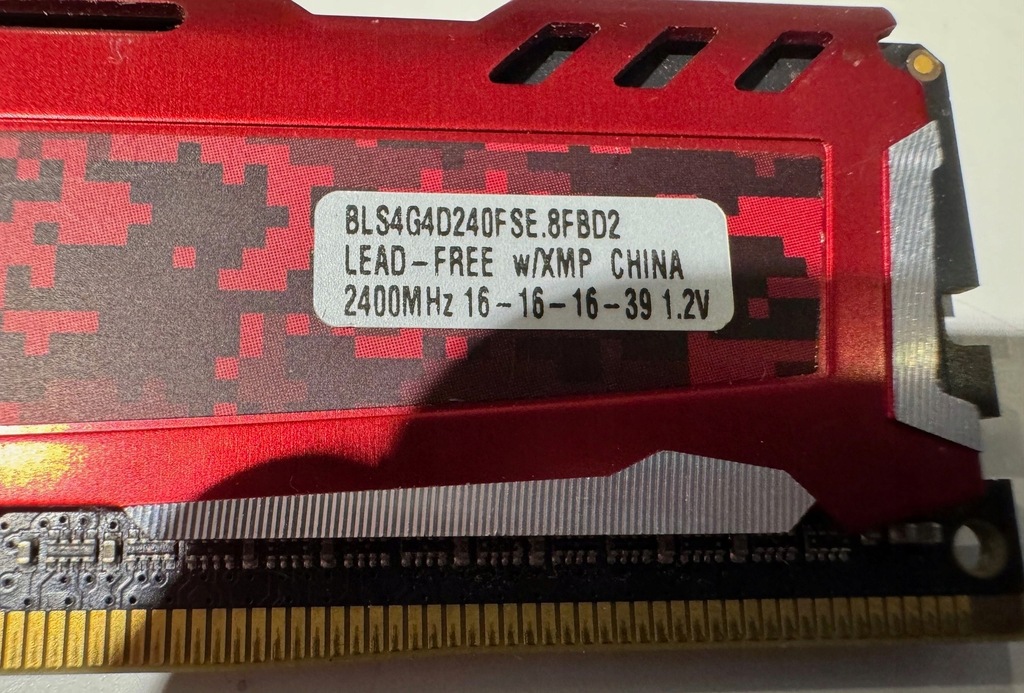 BLS4G4D240FSE.8FBD2
LEAD-FREE w/XMP CHINA
2400MHz 16-16-16-39 1.2V